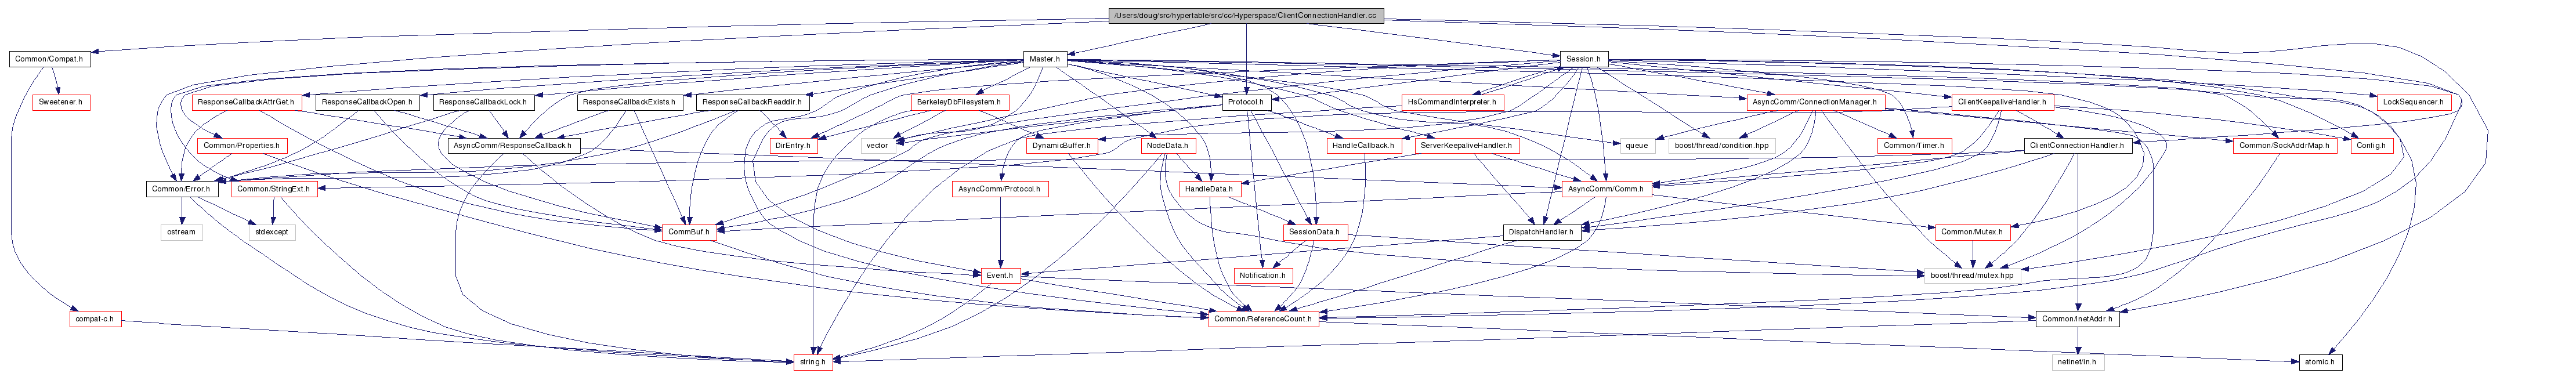 /Users/doug/src/hypertable/src/cc/Hyperspace/ClientConnectionHandler.cc
Common/Compat.h
Master.h
Session.h
Sweetener.h
ResponseCallbackAttrGet.h
ResponseCallbackOpen.h
ResponseCallbackLock.h
ResponseCallbackExists.h
ResponseCallbackReaddir.h
BerkeleyDbFilesystem.h
Protocol.h
HsCommandInterpreter.h
AsyncComm/ConnectionManager.h
ClientKeepaliveHandler.h
LockSequencer.h
Common/Properties.h
AsyncComm/ResponseCallback.h
DirEntry.h
vector
DynamicBuffer.h
NodeData.h
HandleCallback.h
ServerKeepaliveHandler.h
queue
boost/thread/condition.hpp
Common/Timer.h
ClientConnectionHandler.h
Common/SockAddrMap.h
Config.h
Common/Error.h
Common/StringExt.h
AsyncComm/Protocol.h
HandleData.h
AsyncComm/Comm.h
ostream
stdexcept
CommBuf.h
SessionData.h
DispatchHandler.h
Common/Mutex.h
Event.h
Notification.h
boost/thread/mutex.hpp
compat-c.h
Common/ReferenceCount.h
Common/InetAddr.h
string.h
netinet/in.h
atomic.h